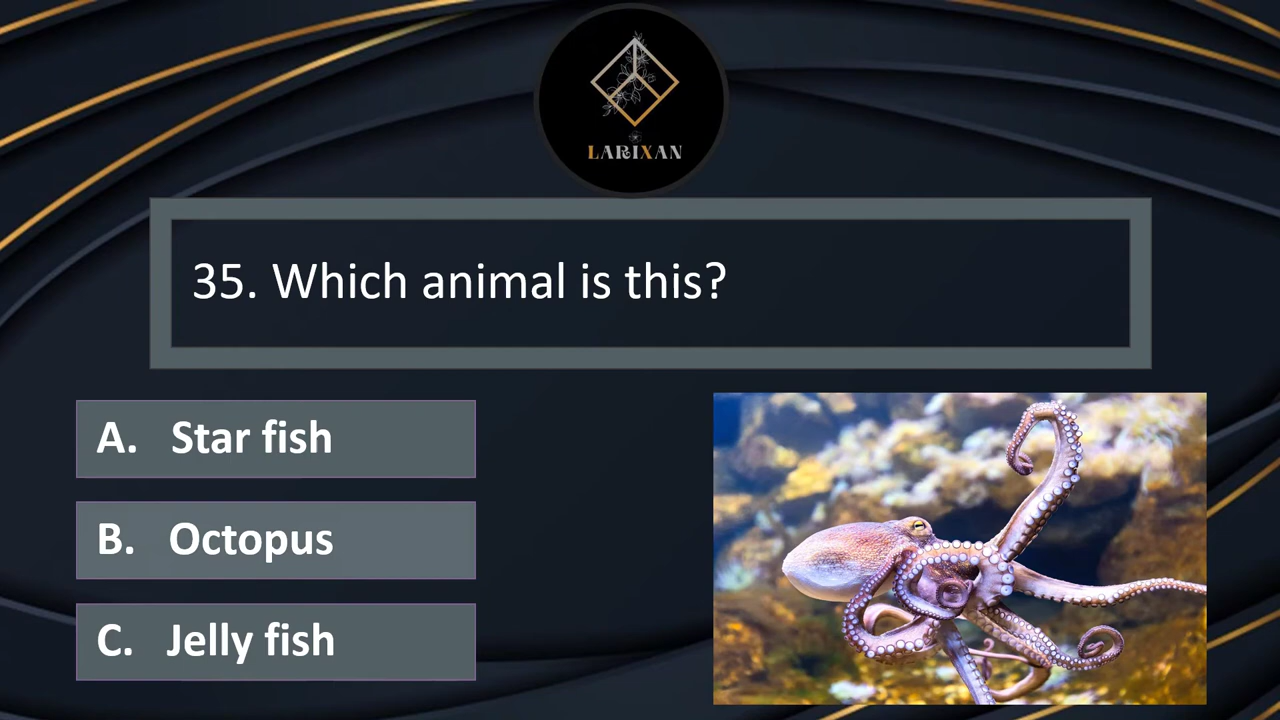 LARIXAN
35. Which animal is this?
A. Star fish
B. Octopus
C. Jelly fish